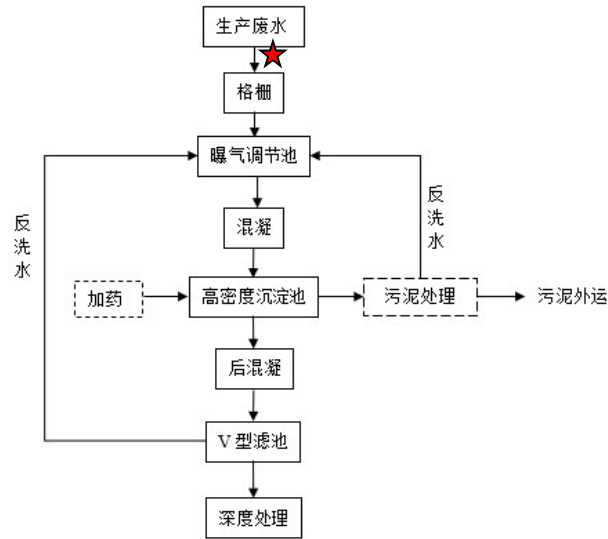 生产废水
格栅
曝气调节池
反洗水
反洗水
混凝
加药
高密度沉淀池
污泥处理
污泥外运
后混凝
V型滤池
深度处理